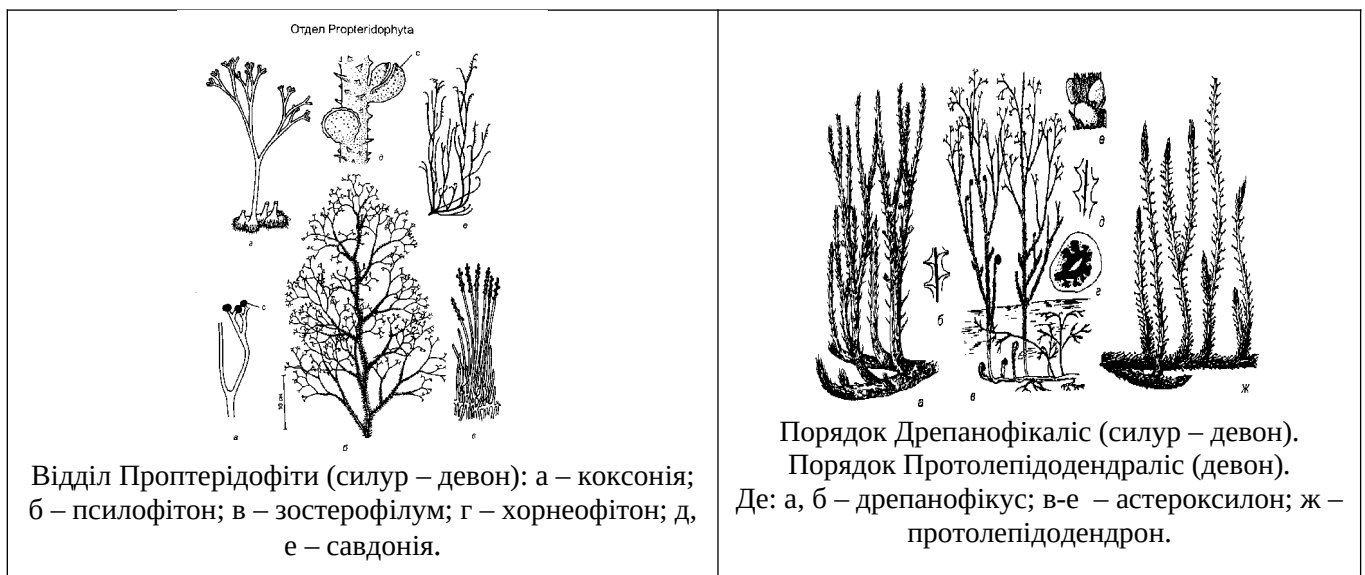 Отдел Propteridophyta
с
д
г
е
с
а
б
в
Відділ Проптерідофіти (силур – девон): а – коксонія;
б – псилофітон; в – зостерофілум; г – хорнеофітон; д,
е – савдонія.
е
д
г
б
а
в
ж
Порядок Дрепанофікаліс (силур – девон).
Порядок Протолепідодендраліс (девон).
Де: а, б – дрепанофікус; в-е – астероксилон; ж –
протолепідодендрон.